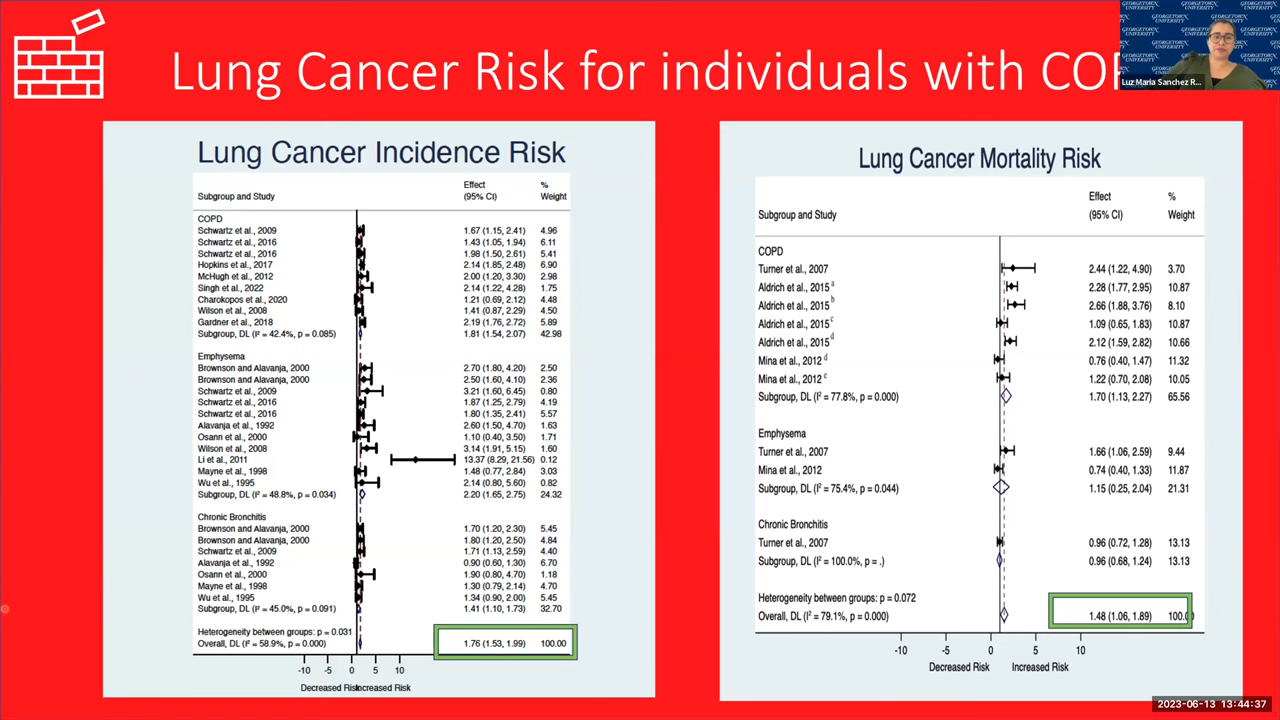 Lung Cancer Risk for individuals with CO
GEORGETOWN UNIVERSITY
Luz Maria Sanchez R...
Lung Cancer Incidence Risk
Subgroup and Study Effect (95% CI) % Weight
COPD
Schwartz et al., 2009 1.67 (1.15, 2.41) 4.96
Schwartz et al., 2016 1.43 (1.05, 1.94) 6.11
Schwartz et al., 2016 1.98 (1.50, 2.61) 5.41
Hopkins et al., 2017 2.14 (1.85, 2.48) 6.90
McHugh et al., 2012 2.00 (1.20, 3.30) 2.98
Singh et al., 2022 2.14 (1.22, 4.28) 1.75
Charokopos et al., 2020 1.21 (0.69, 2.12) 4.48
Wilson et al., 2008 1.41 (0.87, 2.29) 4.50
Gardner et al., 2018 2.19 (1.76, 2.72) 5.89
Subgroup, DL (I² = 42.4%, p = 0.085) 1.81 (1.54, 2.07) 42.98
Emphysema
Brownson and Alavanja, 2000 2.70 (1.80, 4.20) 2.50
Brownson and Alavanja, 2000 2.50 (1.60, 4.10) 2.36
Schwartz et al., 2009 3.21 (1.60, 6.45) 0.80
Schwartz et al., 2016 1.87 (1.25, 2.79) 4.19
Schwartz et al., 2016 1.80 (1.35, 2.41) 5.57
Alavanja et al., 1992 2.60 (1.50, 4.70) 1.63
Osann et al., 2000 1.10 (0.40, 3.50) 1.71
Wilson et al., 2008 3.14 (1.91, 5.15) 1.60
Li et al., 2011 13.37 (8.29, 21.56) 0.12
Mayne et al., 1998 1.48 (0.77, 2.84) 3.03
Wu et al., 1995 2.14 (0.80, 5.60) 0.82
Subgroup, DL (I² = 48.8%, p = 0.034) 2.20 (1.65, 2.75) 24.32
Chronic Bronchitis
Brownson and Alavanja, 2000 1.70 (1.20, 2.30) 5.45
Brownson and Alavanja, 2000 1.80 (1.20, 2.50) 4.84
Schwartz et al., 2009 1.71 (1.13, 2.59) 4.40
Alavanja et al., 1992 0.90 (0.60, 1.30) 6.70
Osann et al., 2000 1.90 (0.80, 4.70) 1.18
Mayne et al., 1998 1.30 (0.79, 2.14) 4.70
Wu et al., 1995 1.34 (0.90, 2.00) 5.45
Subgroup, DL (I² = 45.0%, p = 0.091) 1.41 (1.10, 1.73) 32.70
Heterogeneity between groups: p = 0.031
Overall, DL (I² = 58.9%, p = 0.000) 1.76 (1.53, 1.99) 100.00
-10 -5 0 5 10
Decreased Risk Increased Risk
Lung Cancer Mortality Risk
Subgroup and Study Effect (95% CI) % Weight
COPD
Turner et al., 2007 2.44 (1.22, 4.90) 3.70
Aldrich et al., 2015 a 2.28 (1.77, 2.95) 10.87
Aldrich et al., 2015 b 2.66 (1.88, 3.76) 8.10
Aldrich et al., 2015 c 1.09 (0.65, 1.83) 10.87
Aldrich et al., 2015 d 2.12 (1.59, 2.82) 10.66
Mina et al., 2012 d 0.76 (0.40, 1.47) 11.32
Mina et al., 2012 e 1.22 (0.70, 2.08) 10.05
Subgroup, DL (I² = 77.8%, p = 0.000) 1.70 (1.13, 2.27) 65.56
Emphysema
Turner et al., 2007 1.66 (1.06, 2.59) 9.44
Mina et al., 2012 0.74 (0.40, 1.33) 11.87
Subgroup, DL (I² = 75.4%, p = 0.044) 1.15 (0.25, 2.04) 21.31
Chronic Bronchitis
Turner et al., 2007 0.96 (0.72, 1.28) 13.13
Subgroup, DL (I² = 100.0%, p = .) 0.96 (0.68, 1.24) 13.13
Heterogeneity between groups: p = 0.072
Overall, DL (I² = 79.1%, p = 0.000) 1.48 (1.06, 1.89) 100.0
-10 -5 0 5 10
Decreased Risk Increased Risk
2023-06-13 13:44:37